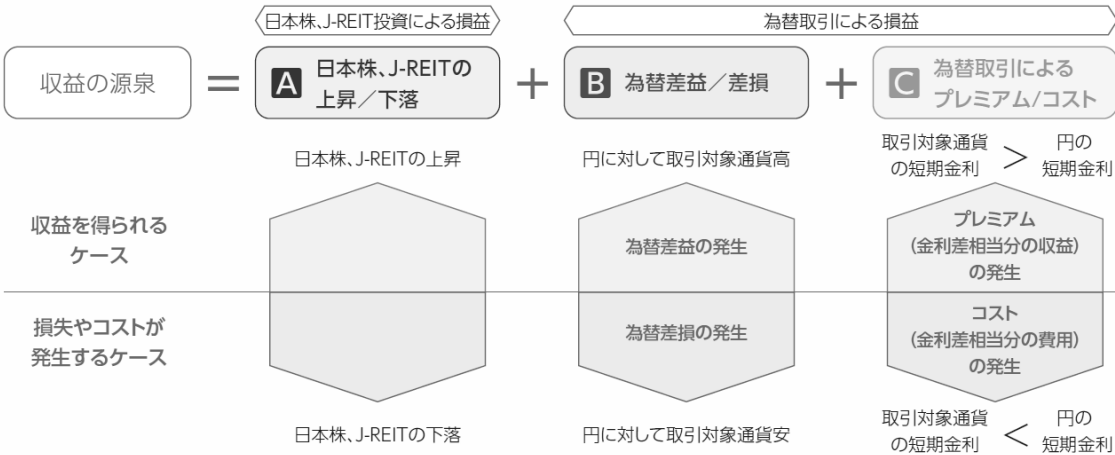 日本株、J-REIT投資による損益
為替取引による損益
収益の源泉
=
A
日本株、J-REITの
上昇／下落
+
B
為替差益／差損
+
C
為替取引による
プレミアム/コスト
日本株、J-REITの上昇
円に対して取引対象通貨高
取引対象通貨
の短期金利
>
円の
短期金利
収益を得られる
ケース
為替差益の発生
プレミアム
(金利差相当分の収益)
の発生
損失やコストが
発生するケース
為替差損の発生
コスト
(金利差相当分の費用)
の発生
日本株、J-REITの下落
円に対して取引対象通貨安
取引対象通貨
の短期金利
<
円の
短期金利